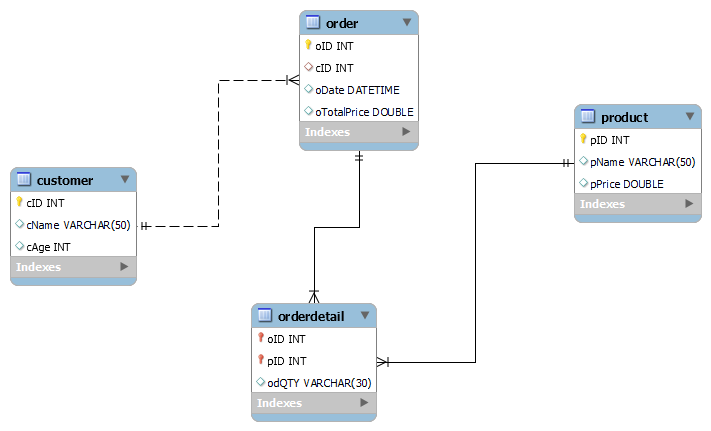 order
oID INT
cID INT
oDate DATETIME
oTotalPrice DOUBLE
Indexes
product
pID INT
pName VARCHAR(50)
pPrice DOUBLE
Indexes
customer
cID INT
cName VARCHAR(50)
cAge INT
Indexes
orderdetail
oID INT
pID INT
odQTY VARCHAR(30)
Indexes